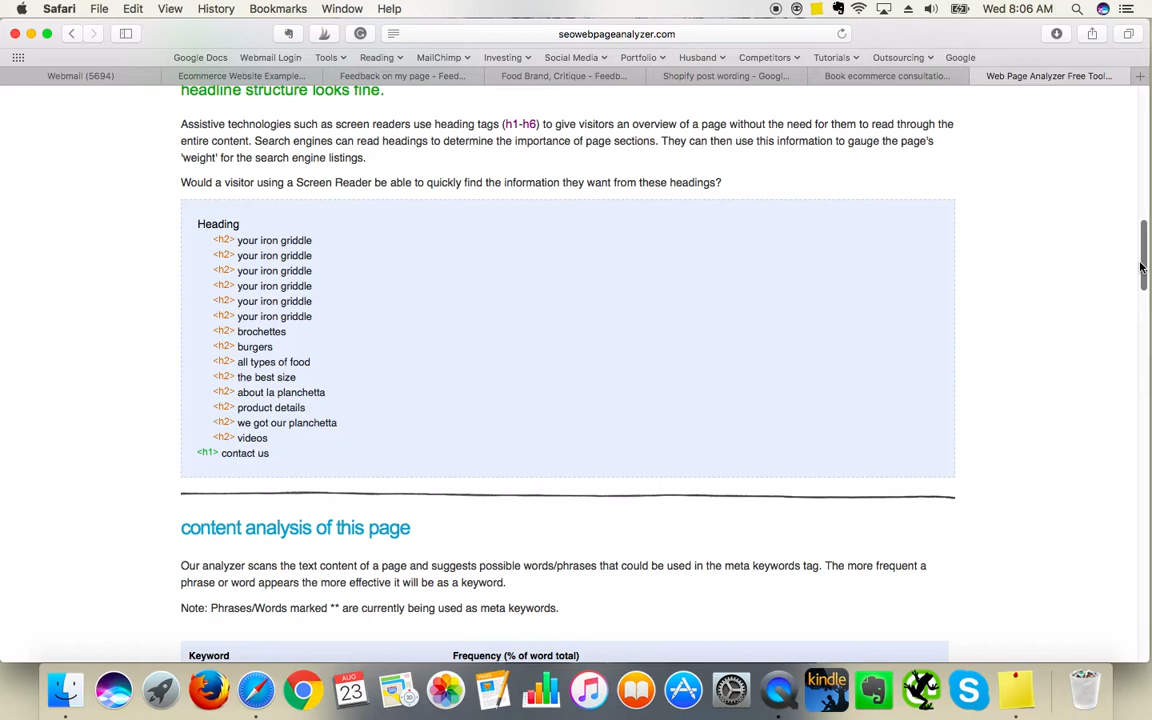 Safari File Edit View History Bookmarks Window Help Wed 8:06 AM
seowebpageanalyzer.com
Google Docs Webmail Login Tools Reading MailChimp Investing Social Media Portfolio Husband Competitors Tutorials Outsourcing Google
Webmail (5694) Ecommerce Website Example... Feedback on my page - Feed... Food Brand, Critique - Feedb... Shopify post wording - Googl... Book ecommerce consultatio... Web Page Analyzer Free Tool...
headline structure looks fine.
Assistive technologies such as screen readers use heading tags (h1-h6) to give visitors an overview of a page without the need for them to read through the
entire content. Search engines can read headings to determine the importance of page sections. They can then use this information to gauge the page's
'weight' for the search engine listings.
Would a visitor using a Screen Reader be able to quickly find the information they want from these headings?
Heading
<h2> your iron griddle
<h2> your iron griddle
<h2> your iron griddle
<h2> your iron griddle
<h2> your iron griddle
<h2> your iron griddle
<h2> brochettes
<h2> burgers
<h2> all types of food
<h2> the best size
<h2> about la planchetta
<h2> product details
<h2> we got our planchetta
<h2> videos
<h1> contact us
content analysis of this page
Our analyzer scans the text content of a page and suggests possible words/phrases that could be used in the meta keywords tag. The more frequent a
phrase or word appears the more effective it will be as a keyword.
Note: Phrases/Words marked ** are currently being used as meta keywords.
Keyword Frequency (% of word total)
AUG
23
kindle